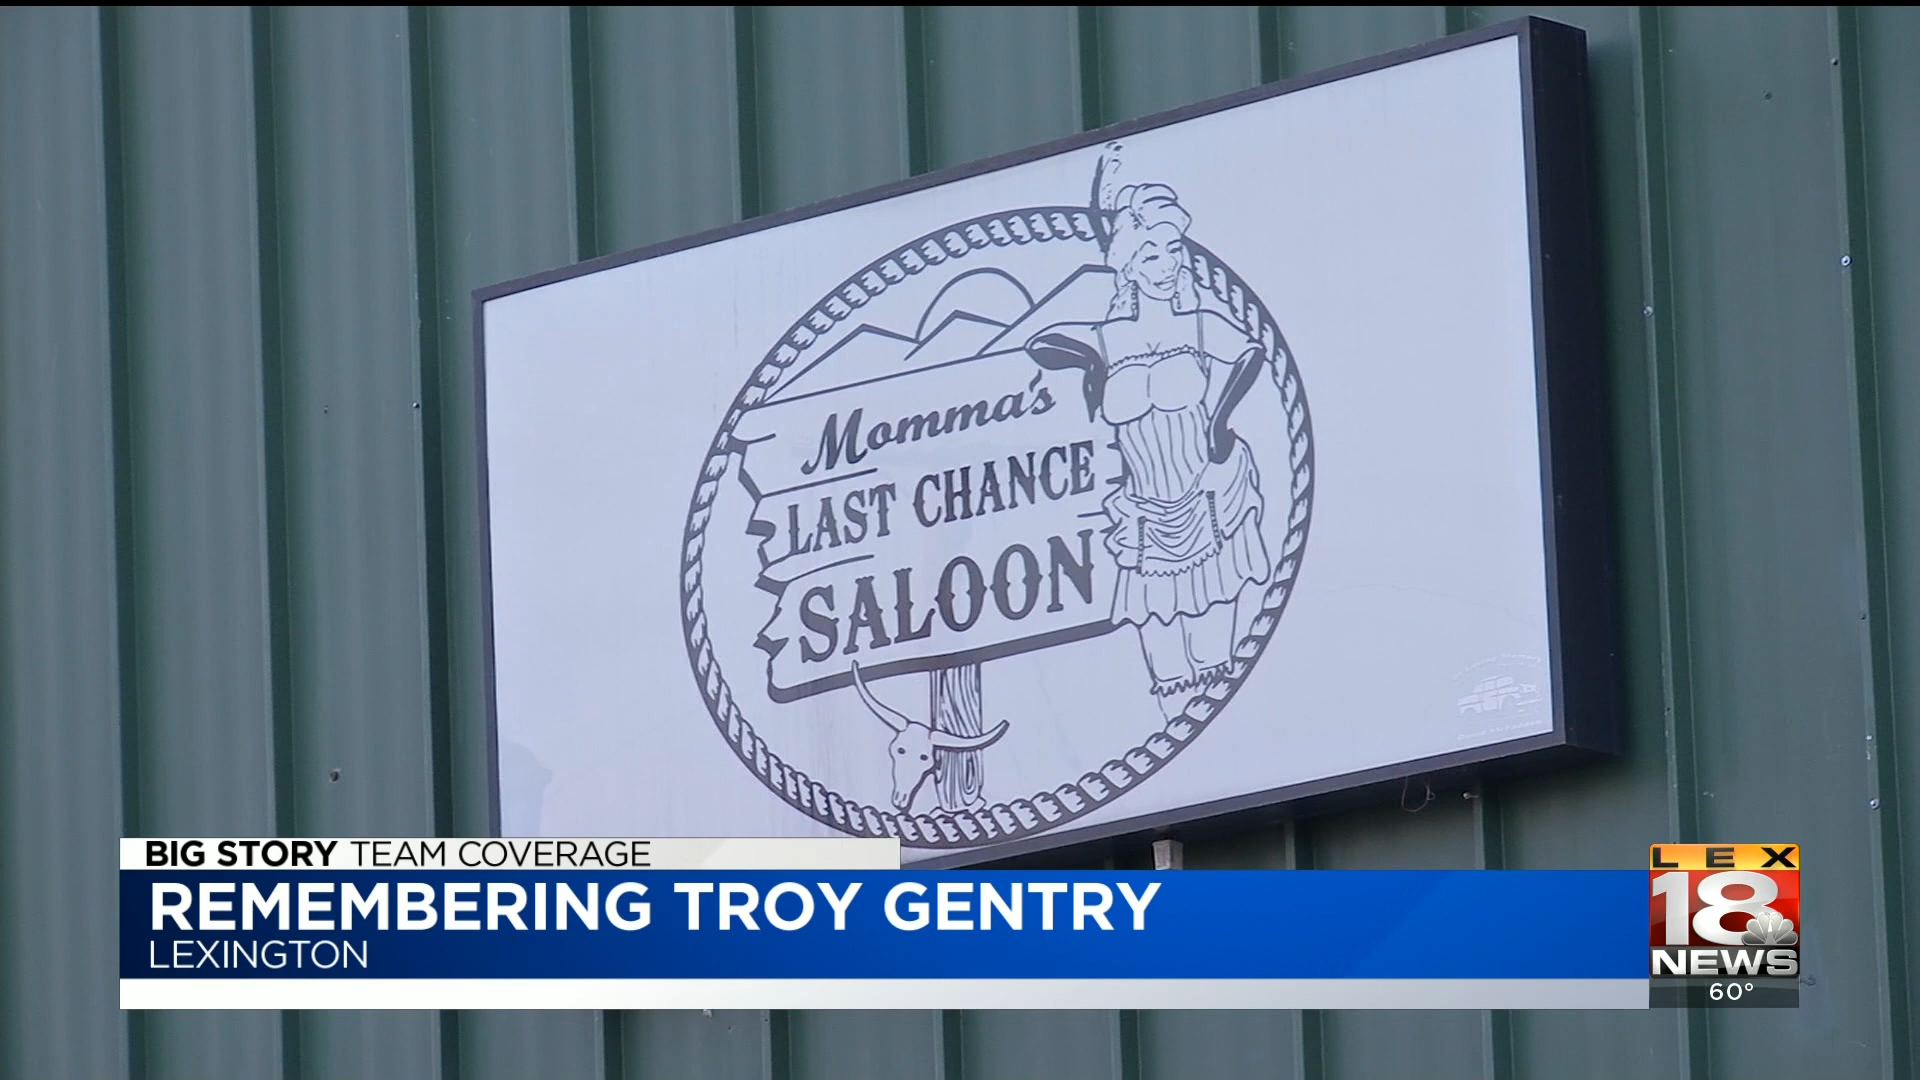 Momma's
LAST CHANCE
SALOON
BIG STORY TEAM COVERAGE
REMEMBERING TROY GENTRY
LEXINGTON
LEX
18
NEWS
60°